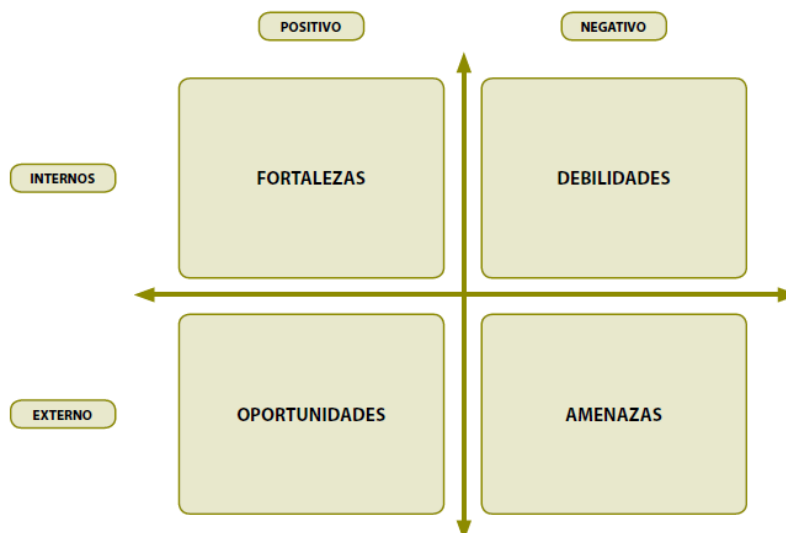 POSITIVO
NEGATIVO
INTERNOS
FORTALEZAS
DEBILIDADES
EXTERNO
OPORTUNIDADES
AMENAZAS